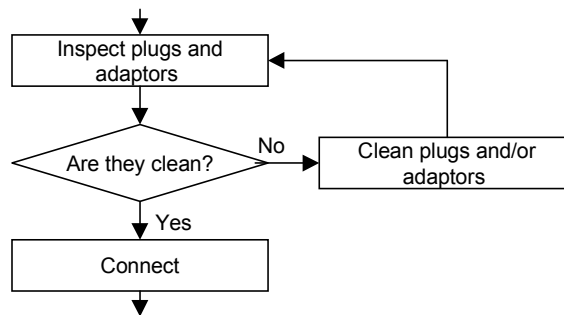 Inspect plugs and
adaptors
Are they clean?
No
Clean plugs and/or
adaptors
Yes
Connect